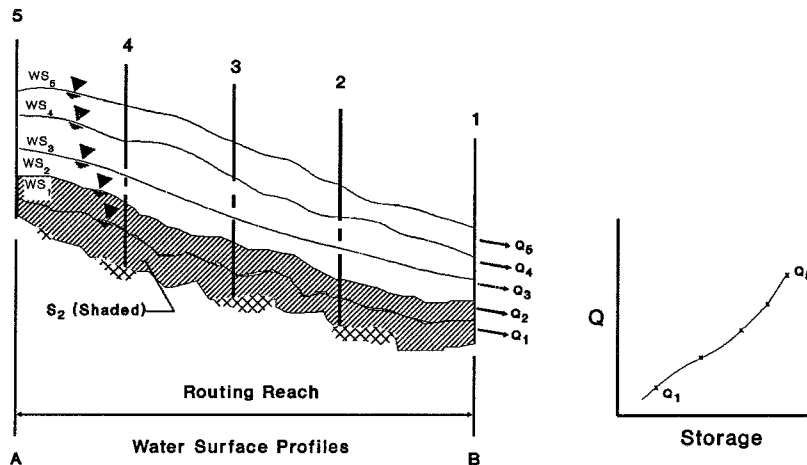 5
4
3
2
1
WS5
WS4
WS3
WS2
WS1
Q5
Q4
Q3
Q2
Q1
S2 (Shaded)
Routing Reach
Water Surface Profiles
A
B
Q
Q1
Storage